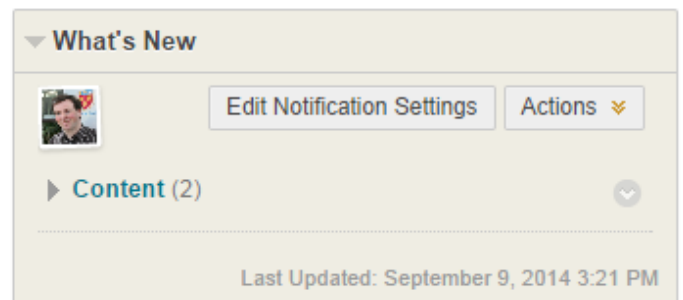 What's New
Edit Notification Settings Actions
Content (2)
Last Updated: September 9, 2014 3:21 PM